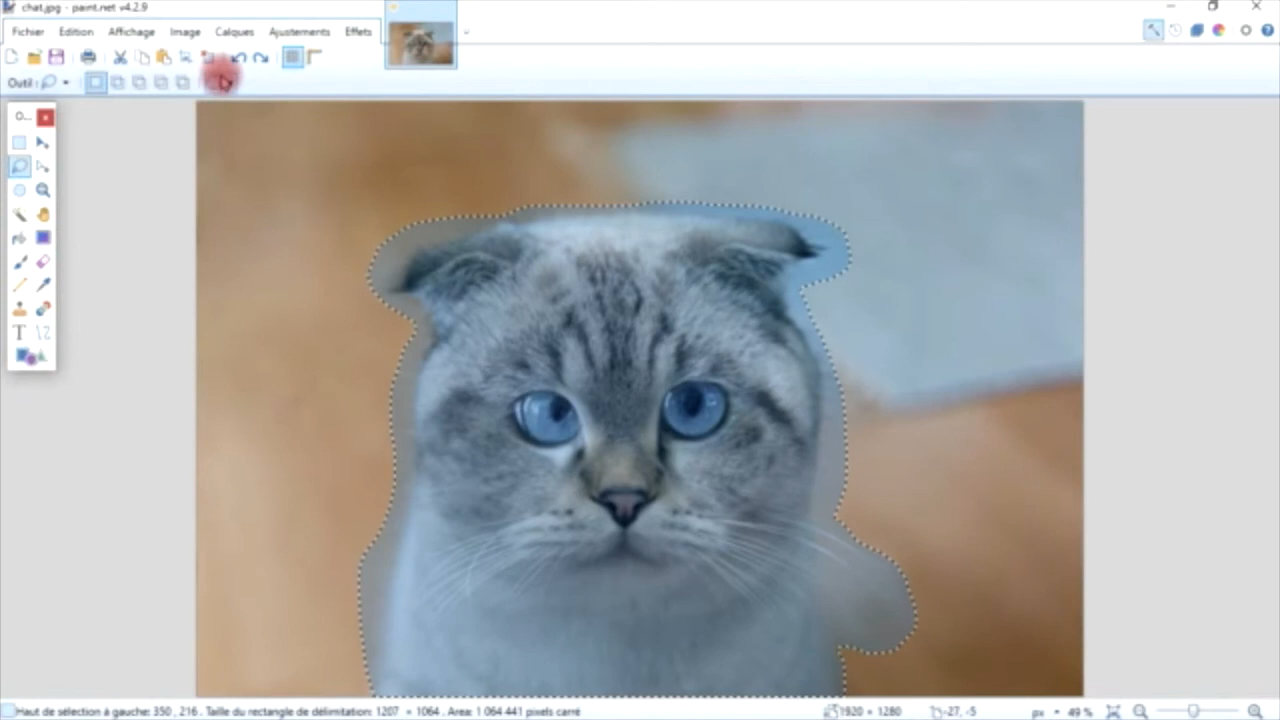 chat.jpg - paint.net v4.2.9
Fichier Edition Affichage Image Calques Ajustements Effets
Outil :
O...
T
Haut de sélection à gauche: 350 , 216 . Taille du rectangle de délimitation: 1207 × 1064 . Area: 1 064 441 pixels carré 1920 × 1280 -27, -5 px 49 %